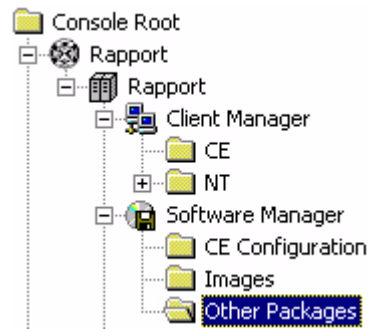 Console Root
Rapport
Rapport
Client Manager
CE
NT
Software Manager
CE Configuration
Images
Other Packages